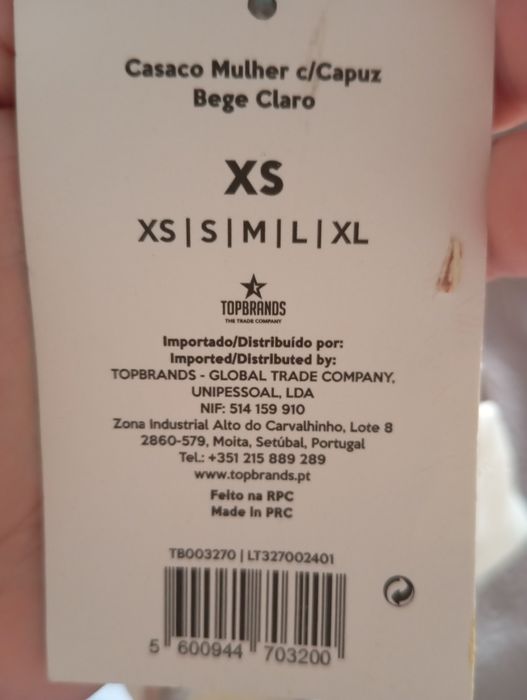 Casaco Mulher c/Capuz
Bege Claro
XS
XS | S | M | L | XL
TOPBRANDS
THE TRADE COMPANY
Importado/Distribuído por:
Imported/Distributed by:
TOPBRANDS - GLOBAL TRADE COMPANY,
UNIPESSOAL, LDA
NIF: 514 159 910
Zona Industrial Alto do Carvalhinho, Lote 8
2860-579, Moita, Setúbal, Portugal
Tel.: +351 215 889 289
www.topbrands.pt
Feito na RPC
Made in PRC
TB003270 | LT327002401
5 600944 703200